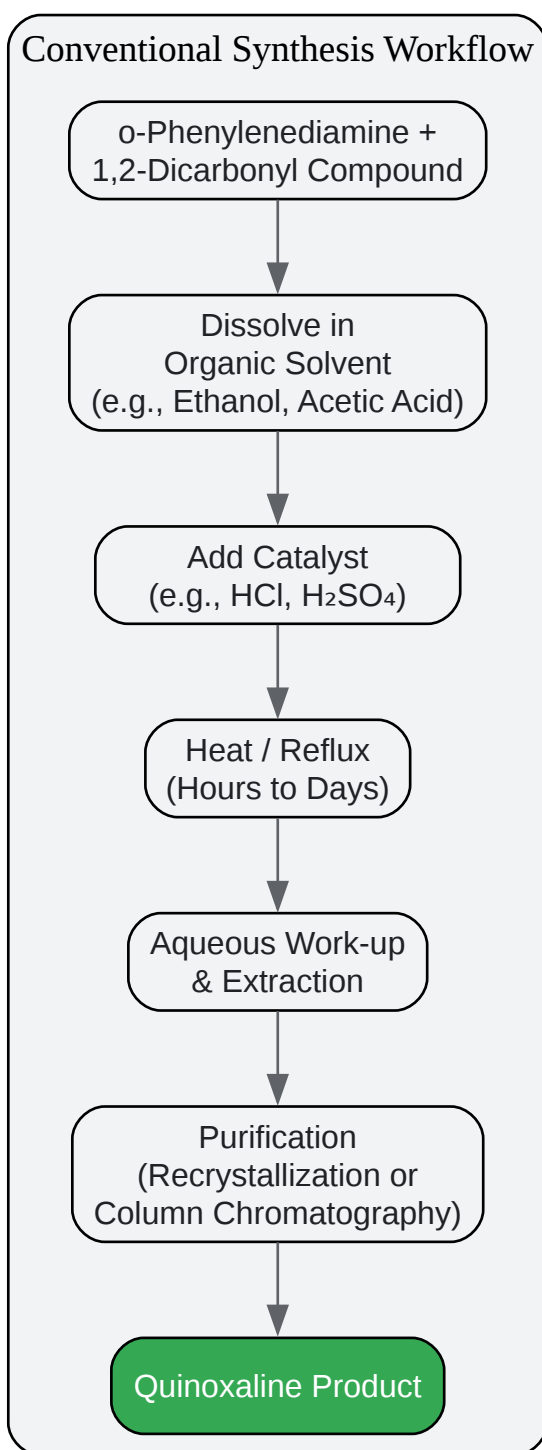 Conventional Synthesis Workflow
o-Phenylenediamine +
1,2-Dicarbonyl Compound
Dissolve in
Organic Solvent
(e.g., Ethanol, Acetic Acid)
Add Catalyst
(e.g., HCl, H₂SO₄)
Heat / Reflux
(Hours to Days)
Aqueous Work-up
& Extraction
Purification
(Recrystallization or
Column Chromatography)
Quinoxaline Product